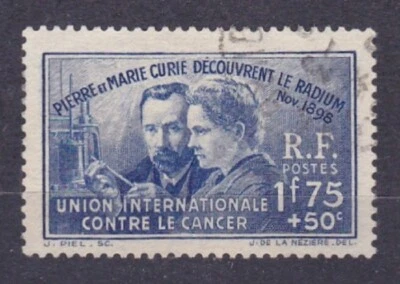 PIERRE ET MARIE CURIE DÉCOUVRENT LE RADIUM
Nov. 1898
R.F.
POSTES
1f75
+50c
UNION INTERNATIONALE
CONTRE LE CANCER
J. PIEL. SC.
J. DE LA NÉZIÈRE. DEL.